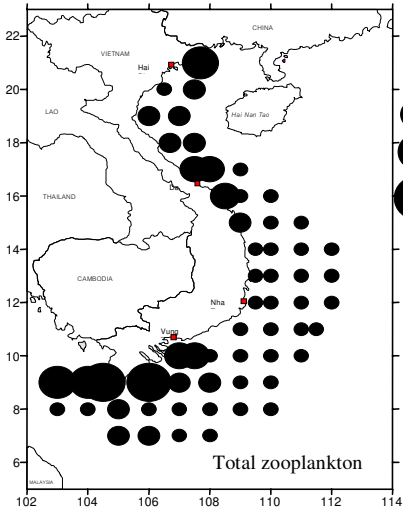 22
CHINA
VIETNAM
Hai
20
LAO
Hai Nan Tao
18
Da
THAILAND
16
14
CAMBODIA
12
Nha
Vung
10
8
6
Total zooplankton
MALAYSIA
102 104 106 108 110 112 114